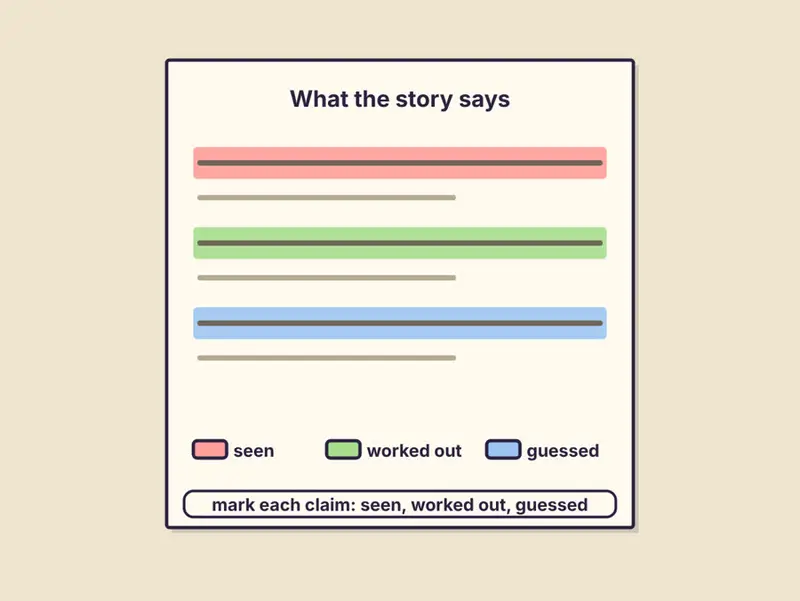 What the story says
seen
worked out
guessed
mark each claim: seen, worked out, guessed